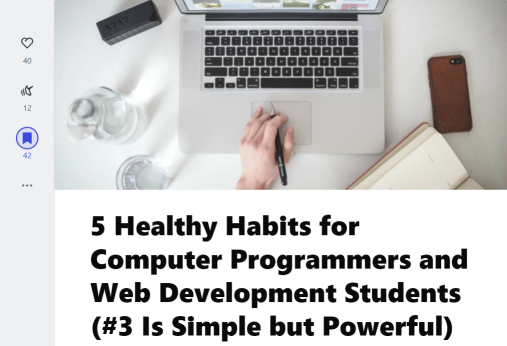 40
12
42
5 Healthy Habits for
Computer Programmers and
Web Development Students
(#3 Is Simple but Powerful)